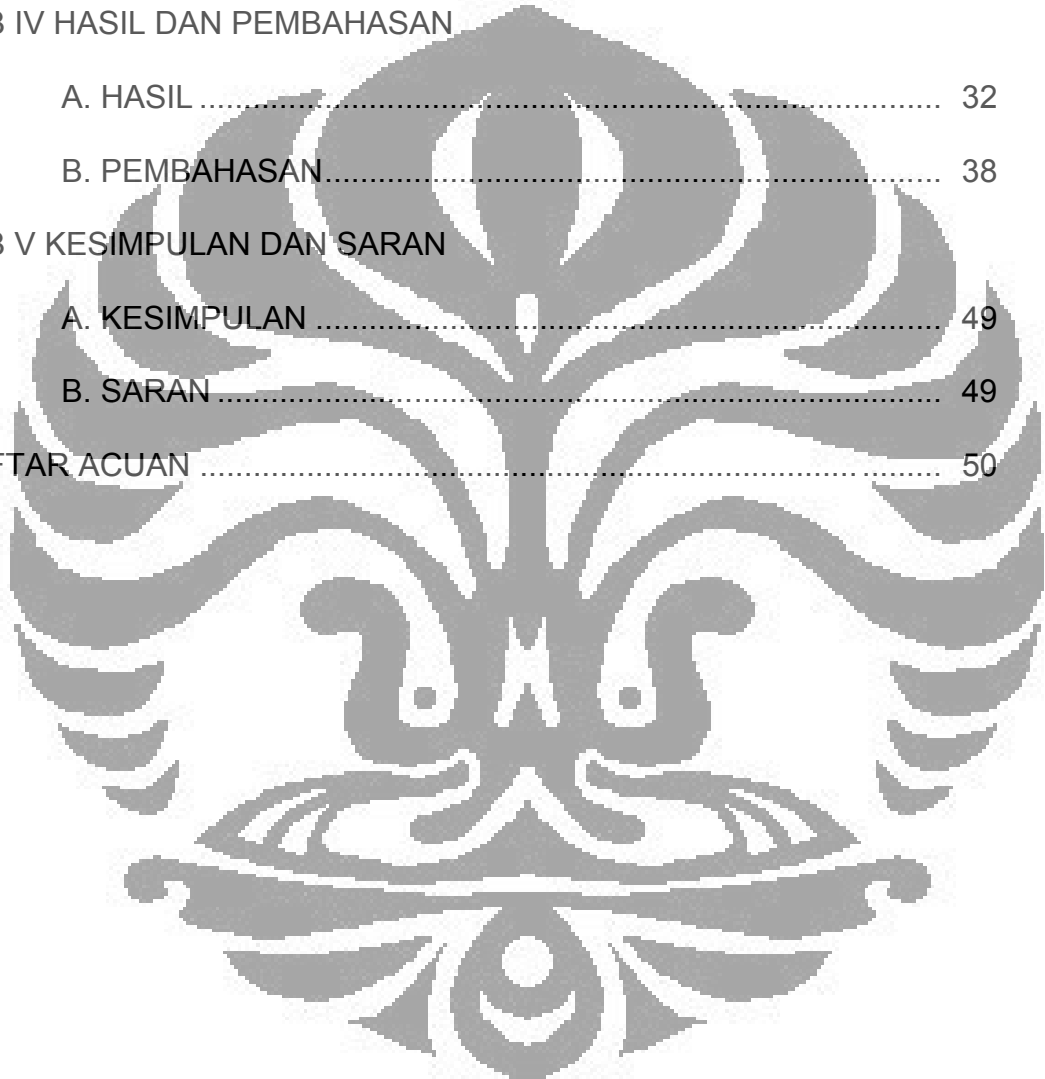 B IV HASIL DAN PEMBAHASAN
A. HASIL ........................................................................................ 32
B. PEMBAHASAN.......................................................................... 38
B V KESIMPULAN DAN SARAN
A. KESIMPULAN ........................................................................... 49
B. SARAN ...................................................................................... 49
FTAR ACUAN ........................................................................................ 50